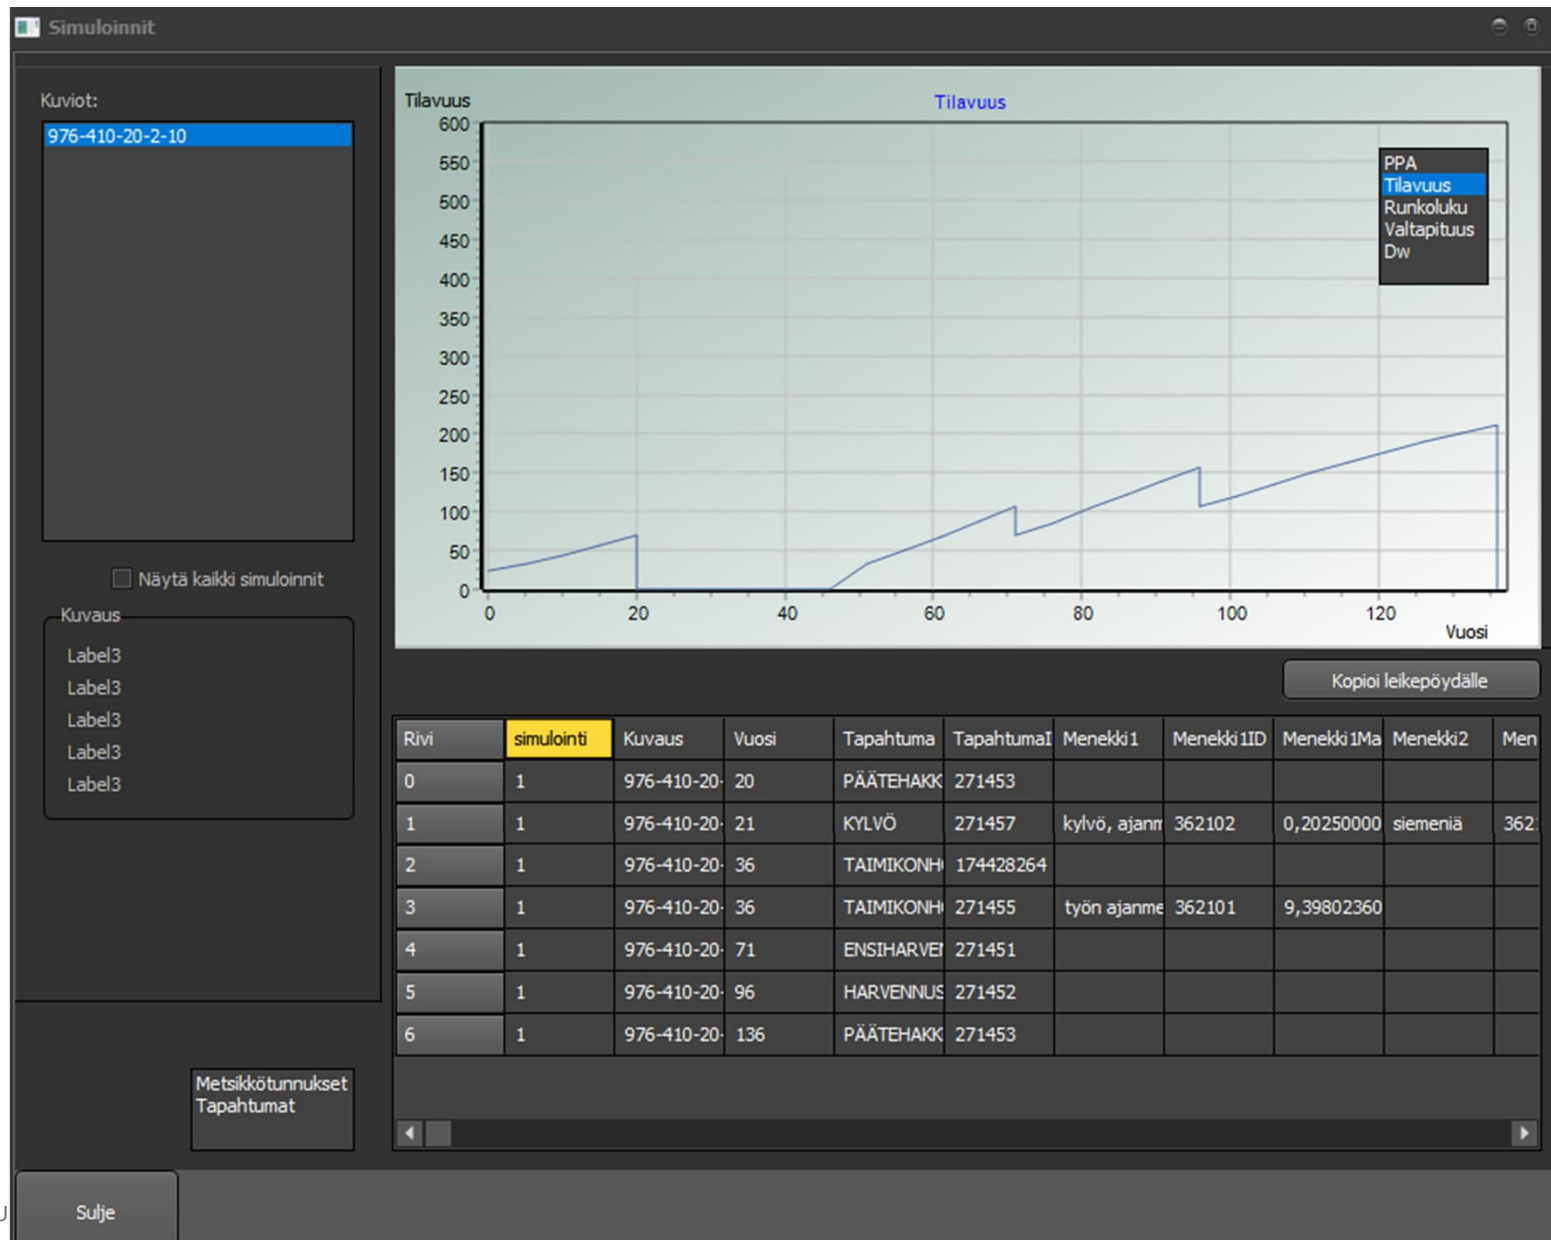 Simuloinnit
Kuviot:
976-410-20-2-10
Näytä kaikki simuloinnit
Kuvaus
Label3
Label3
Label3
Label3
Label3
Metsikkötunnukset
Tapahtumat
Tilavuus
Tilavuus
600
550
500
450
400
350
300
250
200
150
100
50
0
0 20 40 60 80 100 120
Vuosi
PPA
Tilavuus
Runkoluku
Valtapituus
Dw
Kopioi leikepöydälle
Rivi simulointi Kuvaus Vuosi Tapahtuma TapahtumaI Menekki1 Menekki1ID Menekki1Ma Menekki2 Men
0 1 976-410-20- 20 PÄÄTEHAKK 271453
1 1 976-410-20- 21 KYLVÖ 271457 kylvö, ajanm 362102 0,20250000 siemeniä 362
2 1 976-410-20- 36 TAIMIKONH 174428264
3 1 976-410-20- 36 TAIMIKONH 271455 työn ajanme 362101 9,39802360
4 1 976-410-20- 71 ENSIHARVE 271451
5 1 976-410-20- 96 HARVENNUS 271452
6 1 976-410-20- 136 PÄÄTEHAKK 271453
Sulje